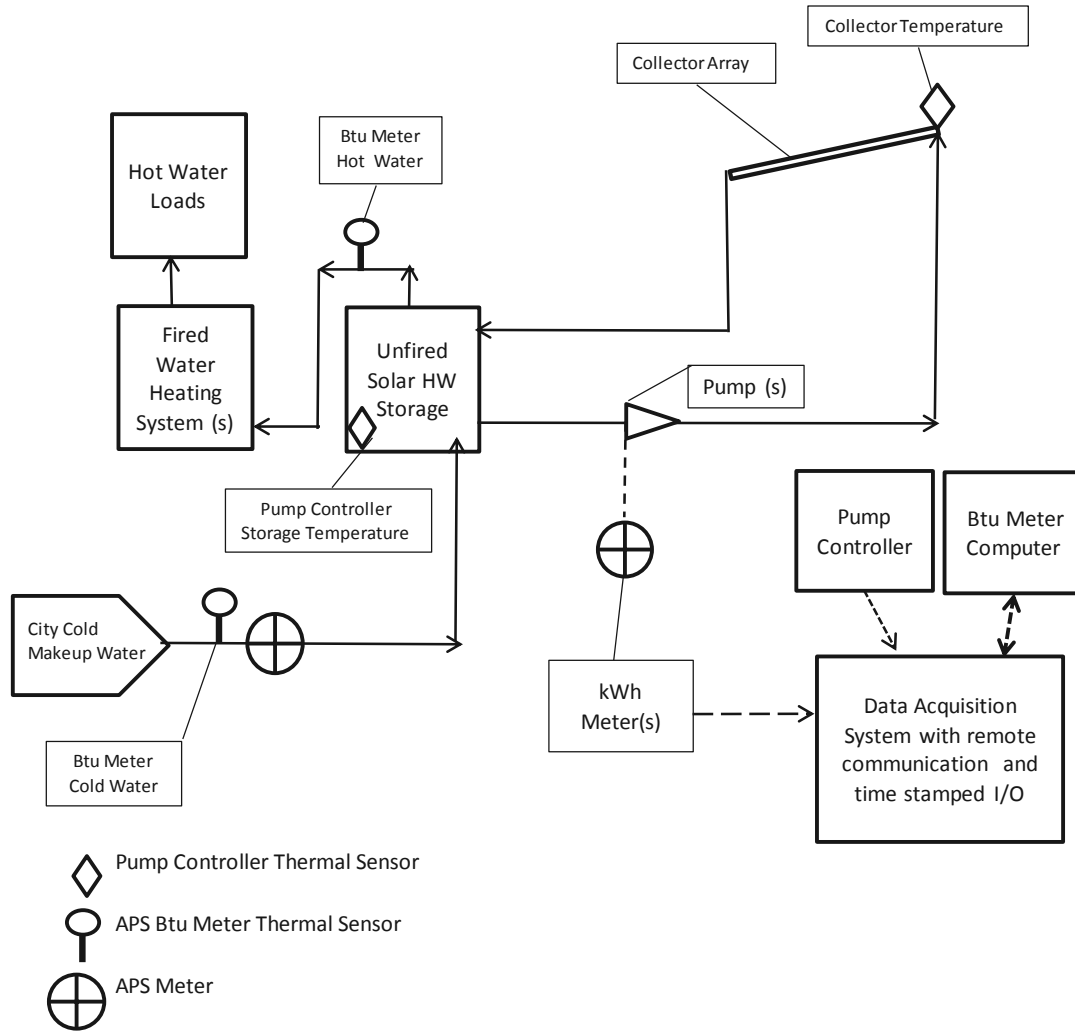 Collector Temperature
Collector Array
Btu Meter
Hot Water
Hot Water
Loads
Fired
Water
Heating
System (s)
Unfired
Solar HW
Storage
Pump (s)
Pump Controller
Storage Temperature
Pump
Controller
Btu Meter
Computer
City Cold
Makeup Water
kWh
Meter(s)
Data Acquisition
System with remote
communication and
time stamped I/O
Btu Meter
Cold Water
Pump Controller Thermal Sensor
APS Btu Meter Thermal Sensor
APS Meter